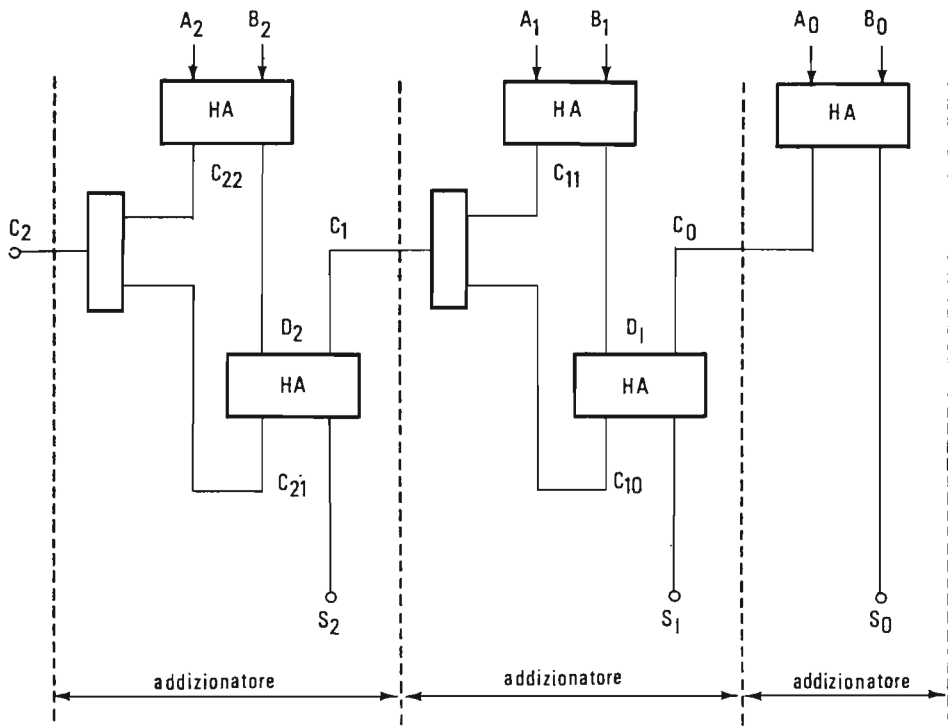 A2 B2 A1 B1 A0 B0
HA HA HA
C22 C11
C2 C1 C0
D2 D1
HA HA
C21 C10
S2 S1 S0
addizionatore addizionatore addizionatore